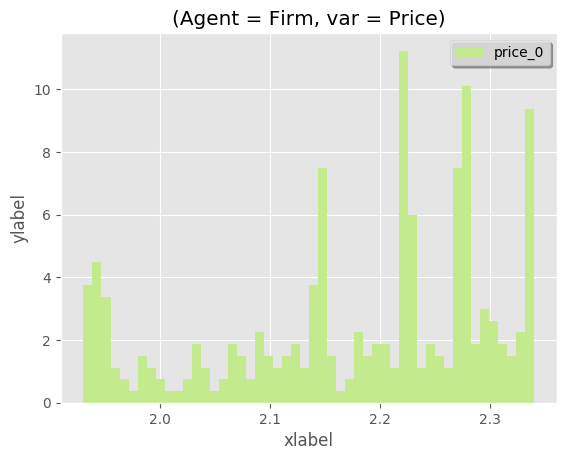 (Agent = Firm, var = Price)
price_0
10
8
6
4
2
0
ylabel
2.0 2.1 2.2 2.3
xlabel